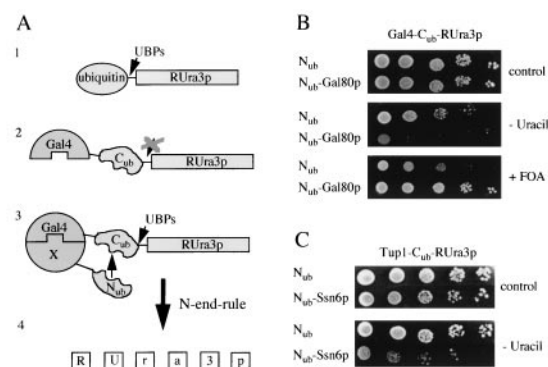 A
1
UBPs
ubiquitin
RUra3p
2
Gal4
Cub
RUra3p
3
Gal4
X
Cub
UBPs
RUra3p
Nub
N-end-rule
4
R U r a 3 p
B
Gal4-Cub-RUra3p
Nub
Nub-Gal80p
control
Nub
Nub-Gal80p
- Uracil
Nub
Nub-Gal80p
+ FOA
C
Tup1-Cub-RUra3p
Nub
Nub-Ssn6p
control
Nub
Nub-Ssn6p
- Uracil